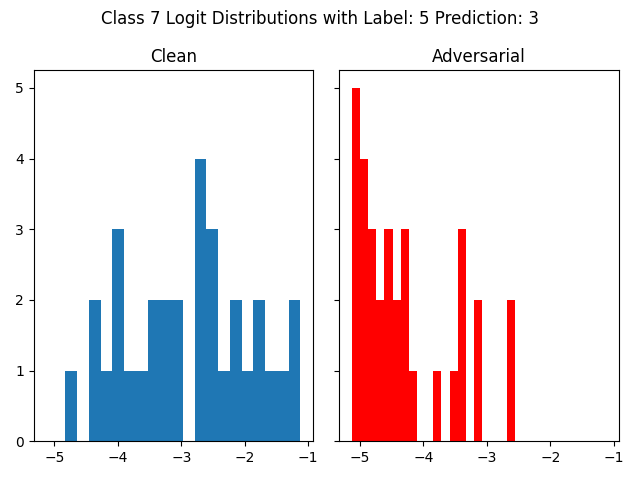 Class 7 Logit Distributions with Label: 5 Prediction: 3
Clean
Adversarial
5
4
3
2
1
0
−5 −4 −3 −2 −1
−5 −4 −3 −2 −1